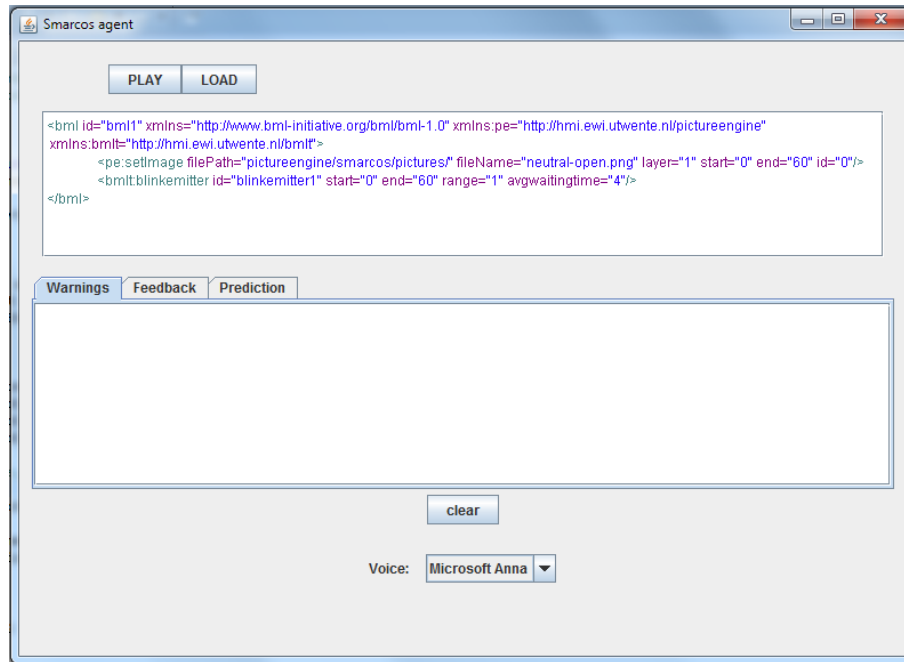 Smarcos agent
PLAY LOAD
<bml id="bml1" xmlns="http://www.bml-initiative.org/bml/bml-1.0" xmlns:pe="http://hmi.ewi.utwente.nl/pictureengine"
xmlns:bmlt="http://hmi.ewi.utwente.nl/bmlt">
<pe:setImage filePath="pictureengine/smarcos/pictures/" fileName="neutral-open.png" layer="1" start="0" end="60" id="0"/>
<bmlt:blinkemitter id="blinkemitter1" start="0" end="60" range="1" avgwaitingtime="4"/>
</bml>
Warnings Feedback Prediction
clear
Voice: Microsoft Anna